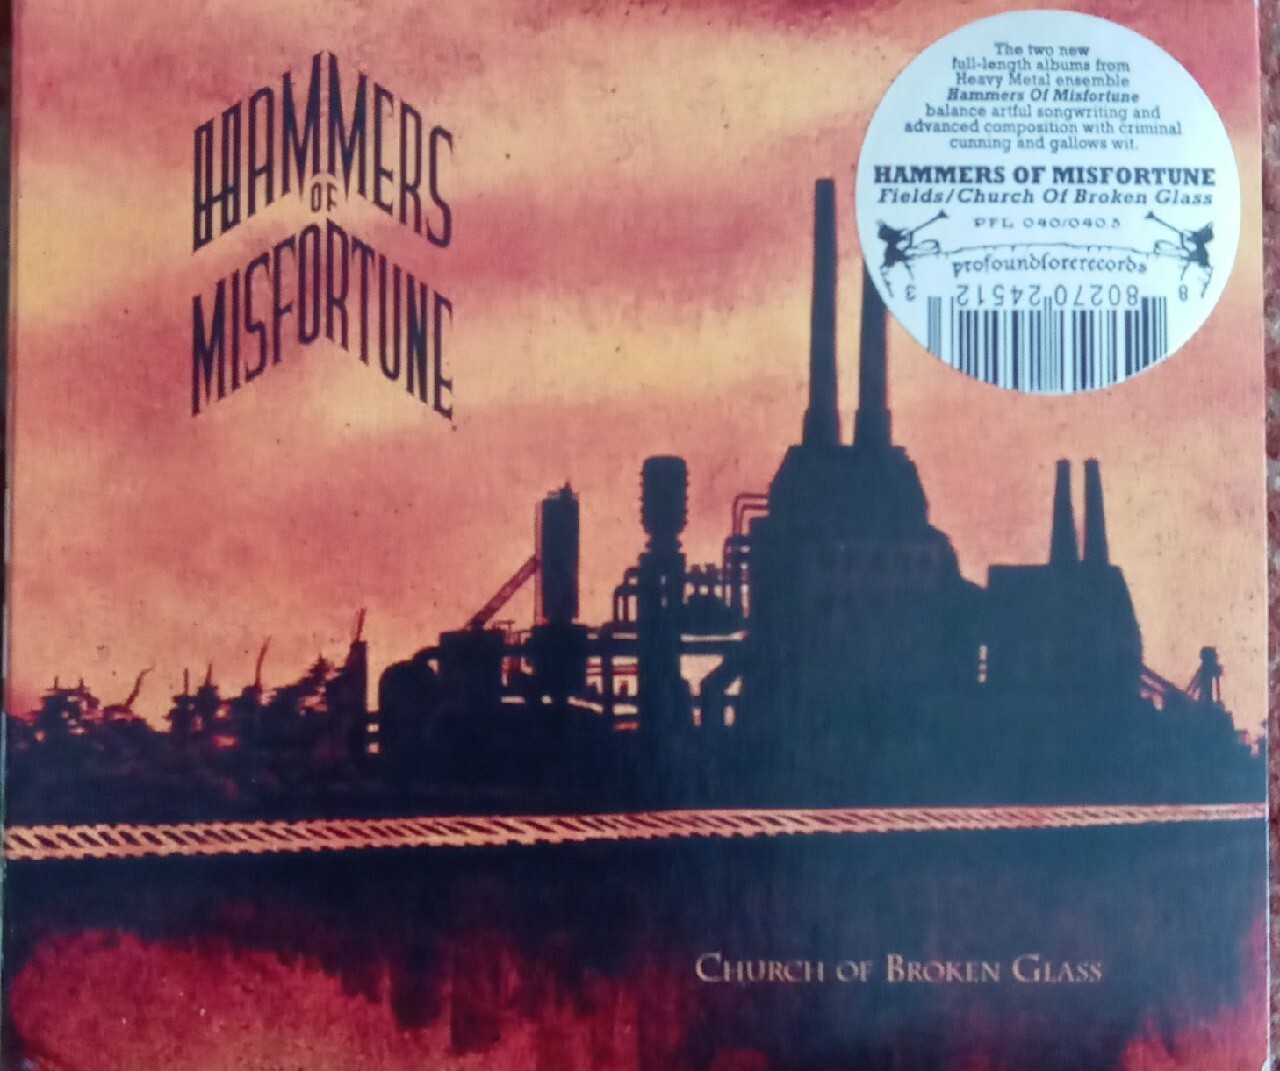 HAMMERS
OF
MISFORTUNE
The two new
full-length albums from
Heavy Metal ensemble
Hammers Of Misfortune
balance artful songwriting and
advanced composition with criminal
cunning and gallows wit.
HAMMERS OF MISFORTUNE
Fields/Church Of Broken Glass
PFL 040/040.5
profoundlorerecords
8 80270 24512 3
CHURCH OF BROKEN GLASS